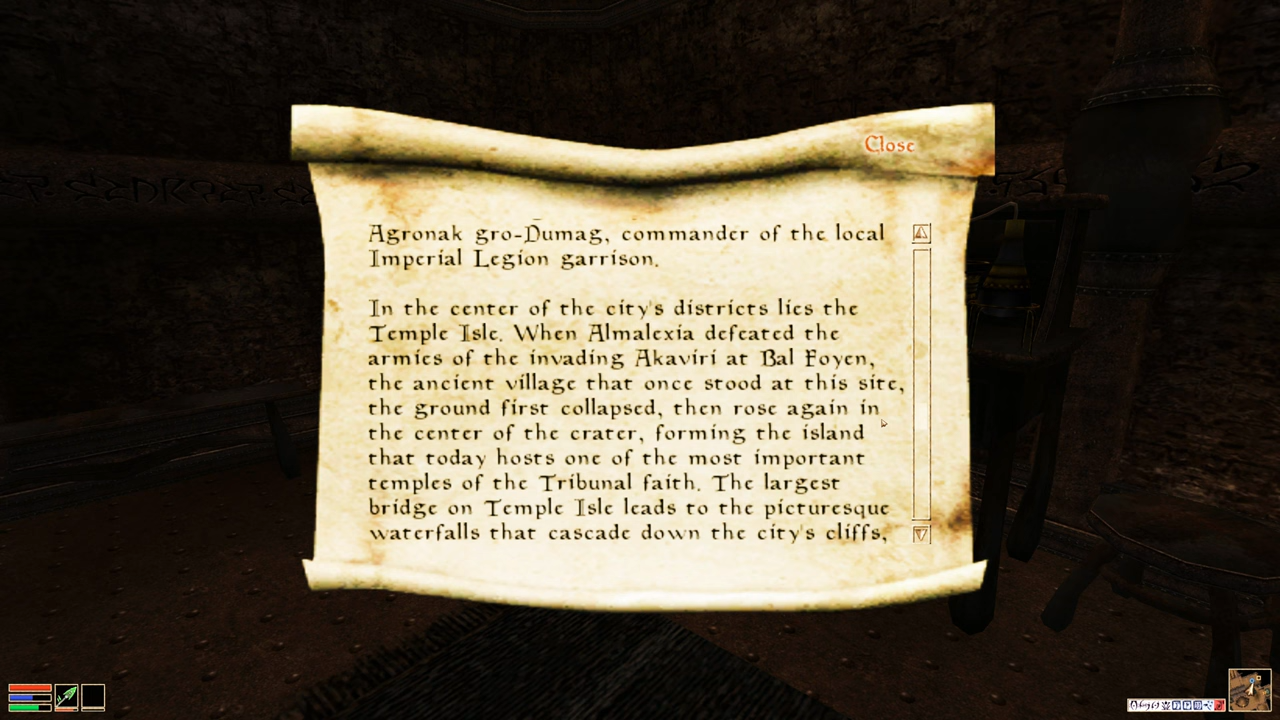 Close
Agronak gro-Dumag, commander of the local
Imperial Legion garrison.
In the center of the city's districts lies the
Temple Isle. When Almalexia defeated the
armies of the invading Akaviri at Bal Foyen,
the ancient village that once stood at this site,
the ground first collapsed, then rose again in
the center of the crater, forming the island
that today hosts one of the most important
temples of the Tribunal faith. The largest
bridge on Temple Isle leads to the picturesque
waterfalls that cascade down the city's cliffs,